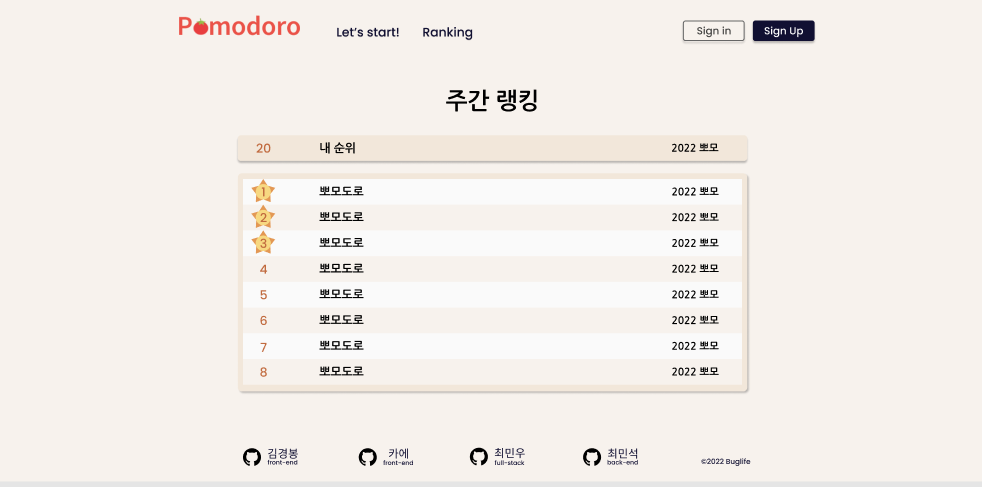 Pomodoro Let's start! Ranking Sign in Sign Up
주간 랭킹
20 내 순위 2022 뽀모
1 뽀모도로 2022 뽀모
2 뽀모도로 2022 뽀모
3 뽀모도로 2022 뽀모
4 뽀모도로 2022 뽀모
5 뽀모도로 2022 뽀모
6 뽀모도로 2022 뽀모
7 뽀모도로 2022 뽀모
8 뽀모도로 2022 뽀모
김경봉 카에 최민우 최민석
front-end front-end full-stack back-end ©2022 Buglife